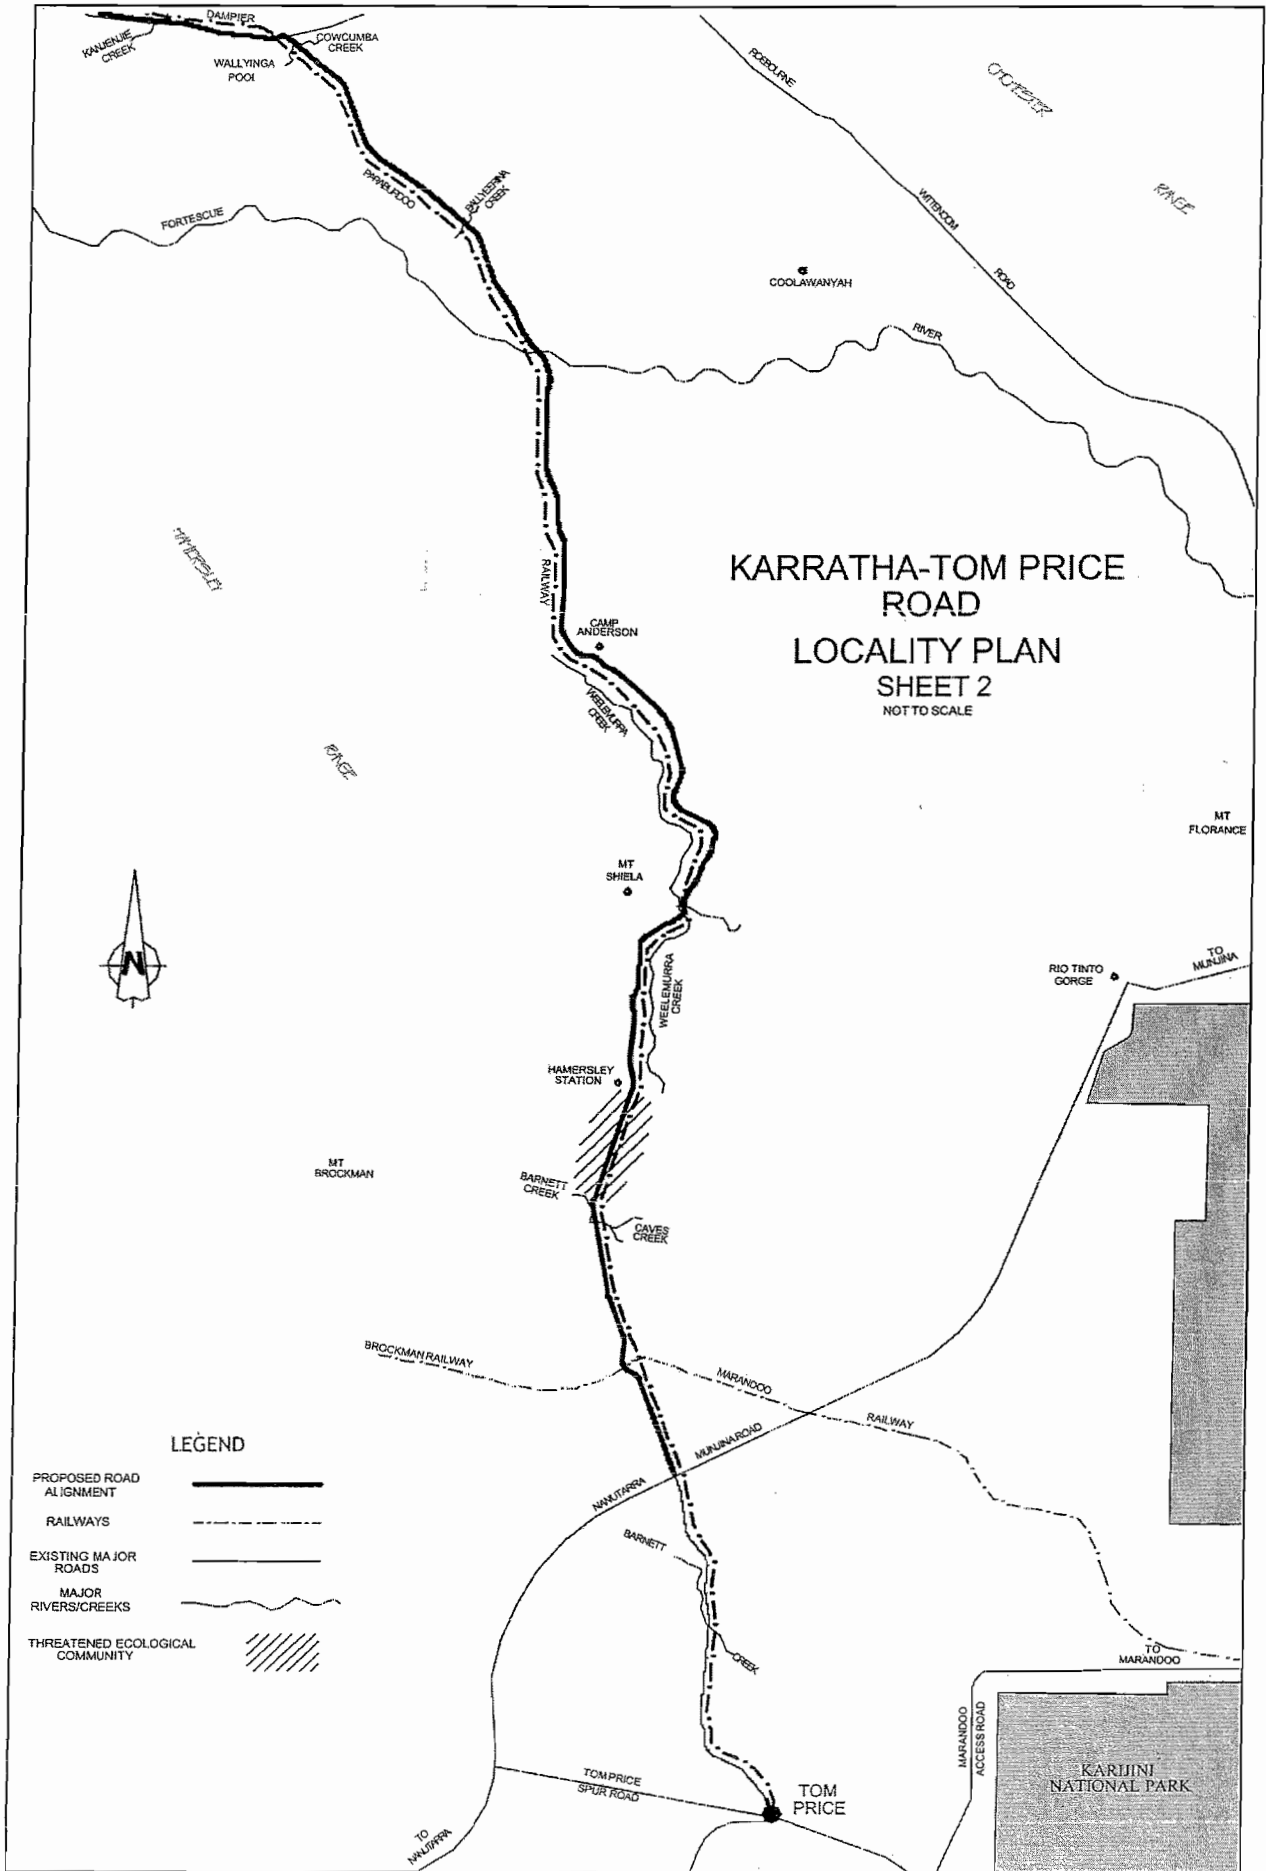 DAMPIER
KANJENJIE
CREEK
COWCUMBA
CREEK
WALLYINGA
POOL
ROEBOURNE
CHICHESTER
PARABURDOO
BALLYEERINA
CREEK
RANGE
FORTESCUE
WITTENOOM
COOLAWANYAH
ROAD
RIVER
HAMERSLEY
RAILWAY
KARRATHA-TOM PRICE
ROAD
LOCALITY PLAN
SHEET 2
NOT TO SCALE
CAMP
ANDERSON
WEELEMURRA
CREEK
RANGE
MT
FLORANCE
MT
SHIELA
N
TO
MUNJINA
RIO TINTO
GORGE
WEELEMURRA
CREEK
HAMERSLEY
STATION
MT
BROCKMAN
BARNETT
CREEK
CAVES
CREEK
BROCKMAN RAILWAY
MARANDOO
RAILWAY
MUNJINA ROAD
NANUTARRA
LEGEND
PROPOSED ROAD
ALIGNMENT
RAILWAYS
EXISTING MAJOR
ROADS
MAJOR
RIVERS/CREEKS
THREATENED ECOLOGICAL
COMMUNITY
BARNETT
CREEK
TO
MARANDOO
MARANDOO
ACCESS ROAD
KARIJINI
NATIONAL PARK
TOM PRICE
SPUR ROAD
TOM
PRICE
TO
NANUTARRA